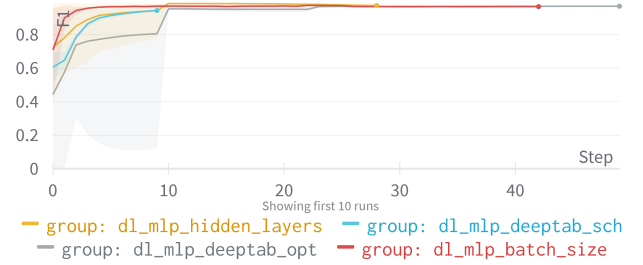 F1
0.8
0.6
0.4
0.2
0
0 10 20 30 40
Step
Showing first 10 runs
group: dl_mlp_hidden_layers group: dl_mlp_deeptab_sch
group: dl_mlp_deeptab_opt group: dl_mlp_batch_size